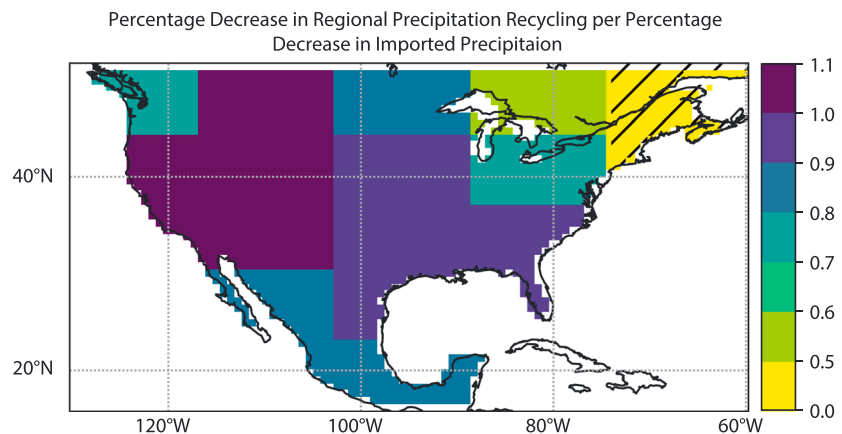 Percentage Decrease in Regional Precipitation Recycling per Percentage
Decrease in Imported Precipitaion
1.1
1.0
0.9
0.8
0.7
0.6
0.5
0.0
40°N
20°N
120°W
100°W
80°W
60°W